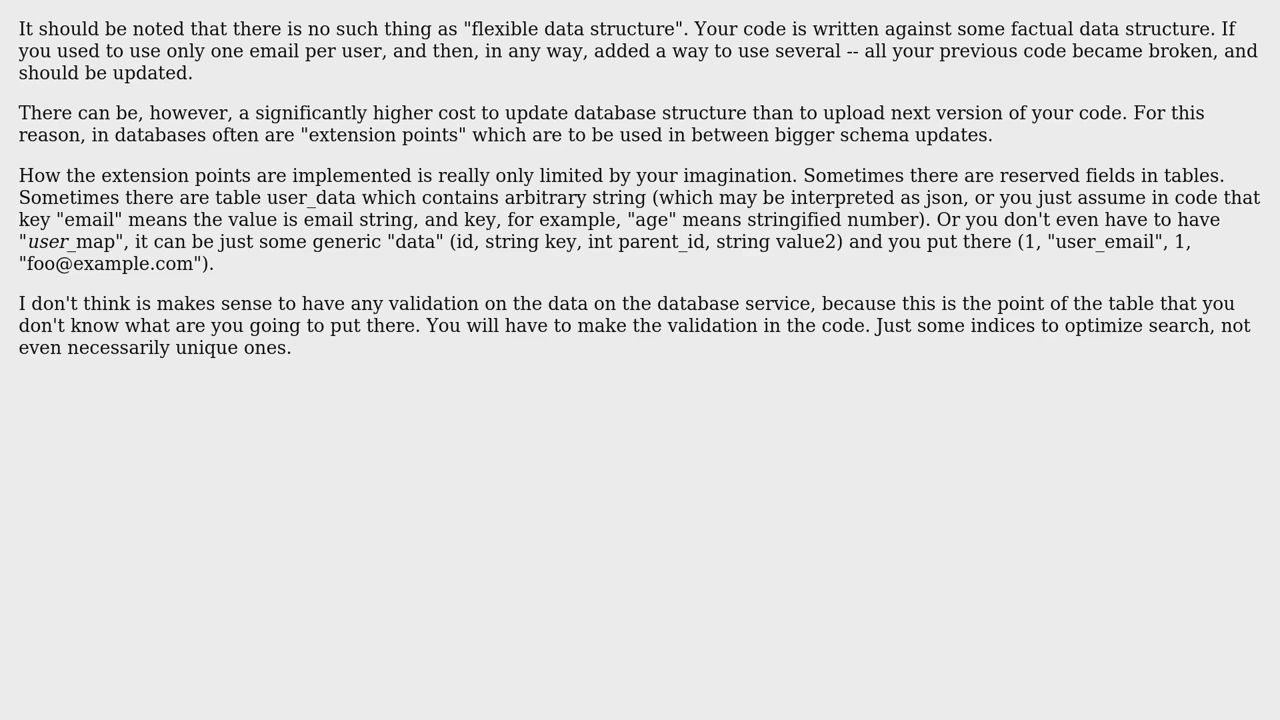 It should be noted that there is no such thing as "flexible data structure". Your code is written against some factual data structure. If
you used to use only one email per user, and then, in any way, added a way to use several -- all your previous code became broken, and
should be updated.
There can be, however, a significantly higher cost to update database structure than to upload next version of your code. For this
reason, in databases often are "extension points" which are to be used in between bigger schema updates.
How the extension points are implemented is really only limited by your imagination. Sometimes there are reserved fields in tables.
Sometimes there are table user_data which contains arbitrary string (which may be interpreted as json, or you just assume in code that
key "email" means the value is email string, and key, for example, "age" means stringified number). Or you don't even have to have
"user_map", it can be just some generic "data" (id, string key, int parent_id, string value2) and you put there (1, "user_email", 1,
"foo@example.com").
I don't think is makes sense to have any validation on the data on the database service, because this is the point of the table that you
don't know what are you going to put there. You will have to make the validation in the code. Just some indices to optimize search, not
even necessarily unique ones.